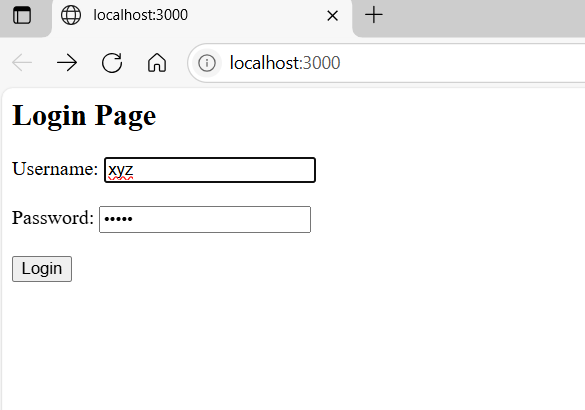 localhost:3000
localhost:3000
Login Page
Username: xyz
Password: •••••
Login